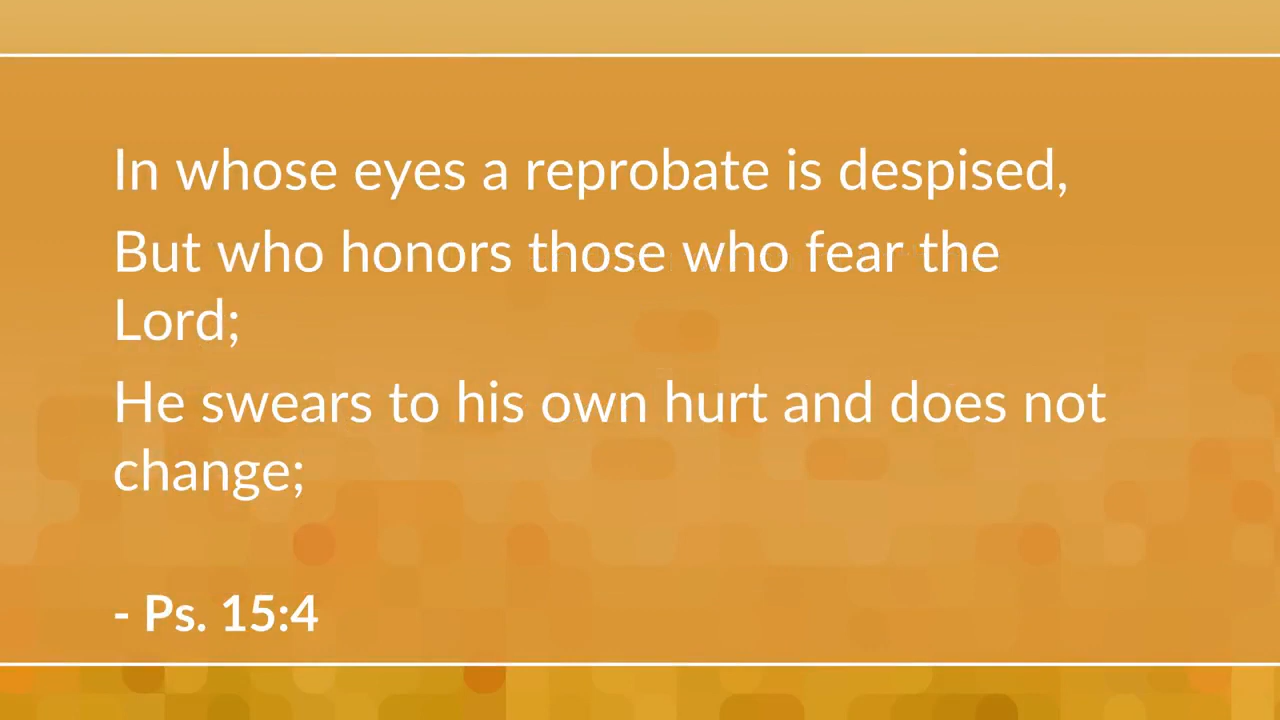 In whose eyes a reprobate is despised,
But who honors those who fear the
Lord;
He swears to his own hurt and does not
change;
- Ps. 15:4